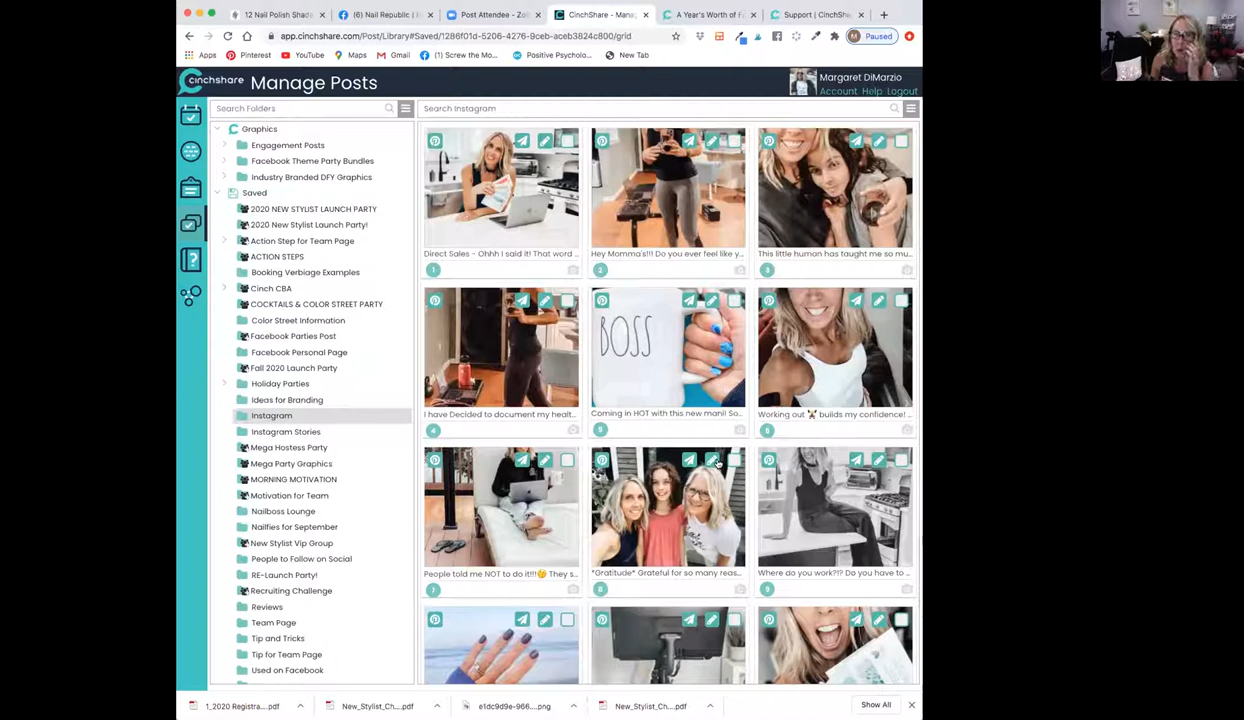 12 Nail Polish Shade
(6) Nail Republic |
Post Attendee - Zo
CinchShare - Mana
A Year's Worth of F
Support | CinchShare
app.cinchshare.com/Post/Library#Saved/1286f01d-5206-4276-9ceb-aceb3824c800/grid
Paused
Apps
Pinterest
YouTube
Maps
Gmail
(1) Screw the Mo...
Positive Psycholo...
New Tab
cinchshare
Manage Posts
Margaret DiMarzio
Account Help Logout
Search Folders
Search Instagram
Graphics
Engagement Posts
Facebook Theme Party Bundles
Industry Branded DFY Graphics
Saved
2020 NEW STYLIST LAUNCH PARTY
2020 New Stylist Launch Party!
Action Step for Team Page
ACTION STEPS
Booking Verbiage Examples
Cinch CBA
COCKTAILS & COLOR STREET PARTY
Color Street Information
Facebook Parties Post
Facebook Personal Page
Fall 2020 Launch Party
Holiday Parties
Ideas for Branding
Instagram
Instagram Stories
Mega Hostess Party
Mega Party Graphics
MORNING MOTIVATION
Motivation for Team
Nailboss Lounge
Nailfies for September
New Stylist Vip Group
People to Follow on Social
RE-Launch Party!
Recruiting Challenge
Reviews
Team Page
Tip and Tricks
Tip for Team Page
Used on Facebook
Direct Sales - Ohhh I said it! That word ...
Hey Momma's!!! Do you ever feel like y...
This little human has taught me so mu...
1
2
3
BOSS
I have Decided to document my healt...
Coming in HOT with this new mani! So...
Working out 🏋 builds my confidence! ...
4
5
6
People told me NOT to do it!!!🤔 They s...
*Gratitude* Grateful for so many reas...
Where do you work?!? Do you have to ...
7
8
9
1_2020 Registra....pdf
New_Stylist_Ch....pdf
e1dc9d9e-966....png
New_Stylist_Ch....pdf
Show All